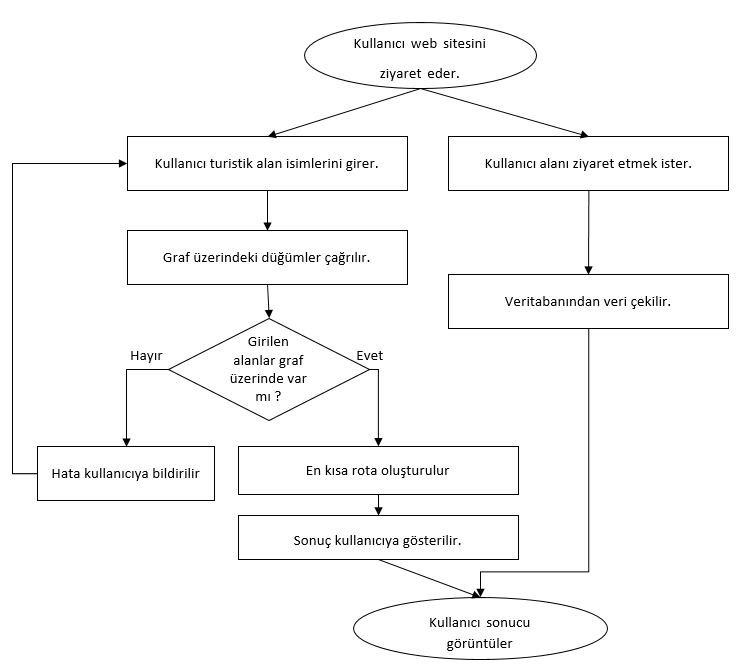 Kullanıcı web sitesini
ziyaret eder.
Kullanıcı turistik alan isimlerini girer.
Kullanıcı alanı ziyaret etmek ister.
Graf üzerindeki düğümler çağrılır.
Veritabanından veri çekilir.
Girilen
alanlar graf
üzerinde var
mı ?
Hayır
Evet
Hata kullanıcıya bildirilir
En kısa rota oluşturulur
Sonuç kullanıcıya gösterilir.
Kullanıcı sonucu
görüntüler